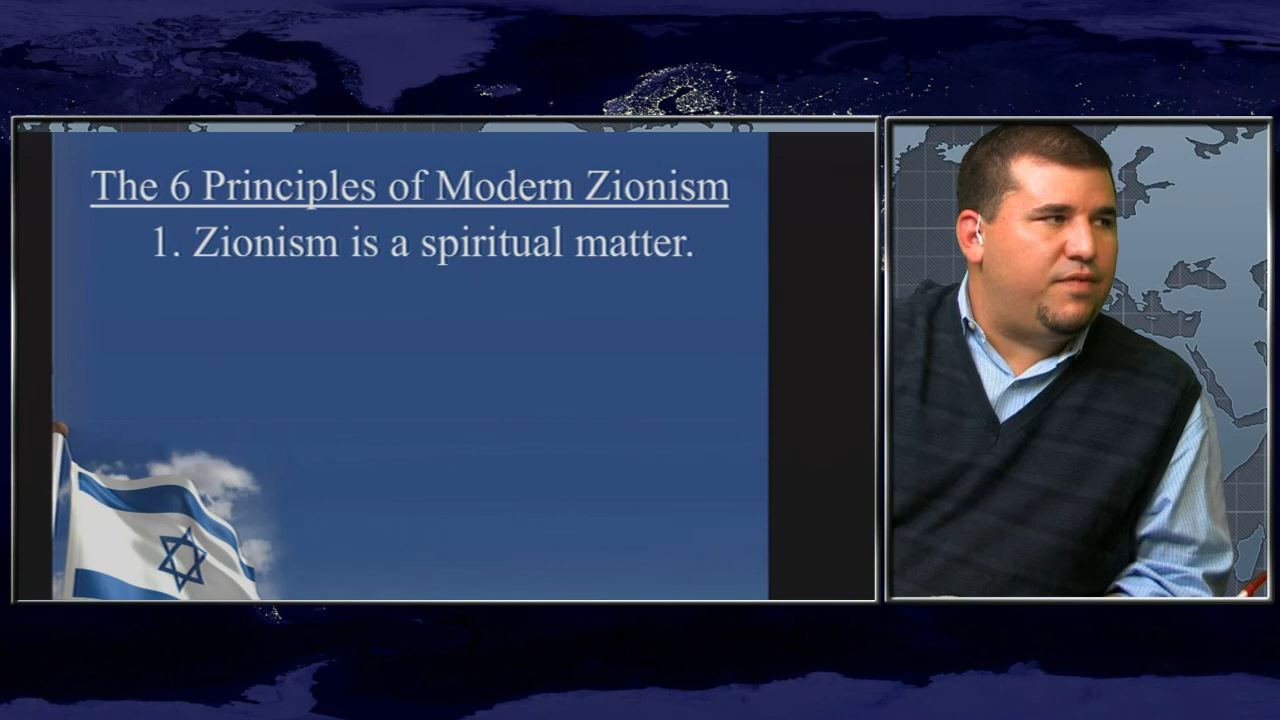 The 6 Principles of Modern Zionism
1. Zionism is a spiritual matter.